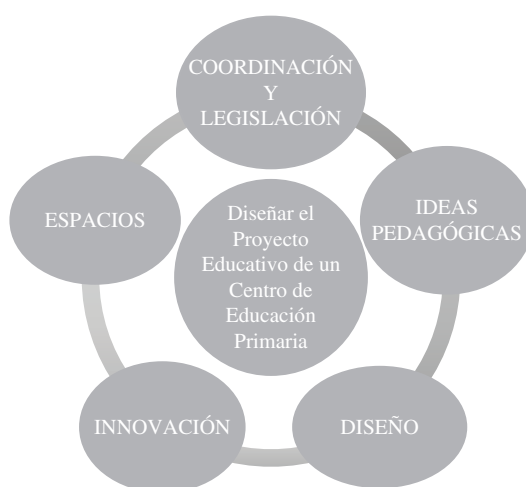 COORDINACIÓN
Y
LEGISLACIÓN
IDEAS
PEDAGÓGICAS
DISEÑO
INNOVACIÓN
ESPACIOS
Diseñar el
Proyecto
Educativo de un
Centro de
Educación
Primaria